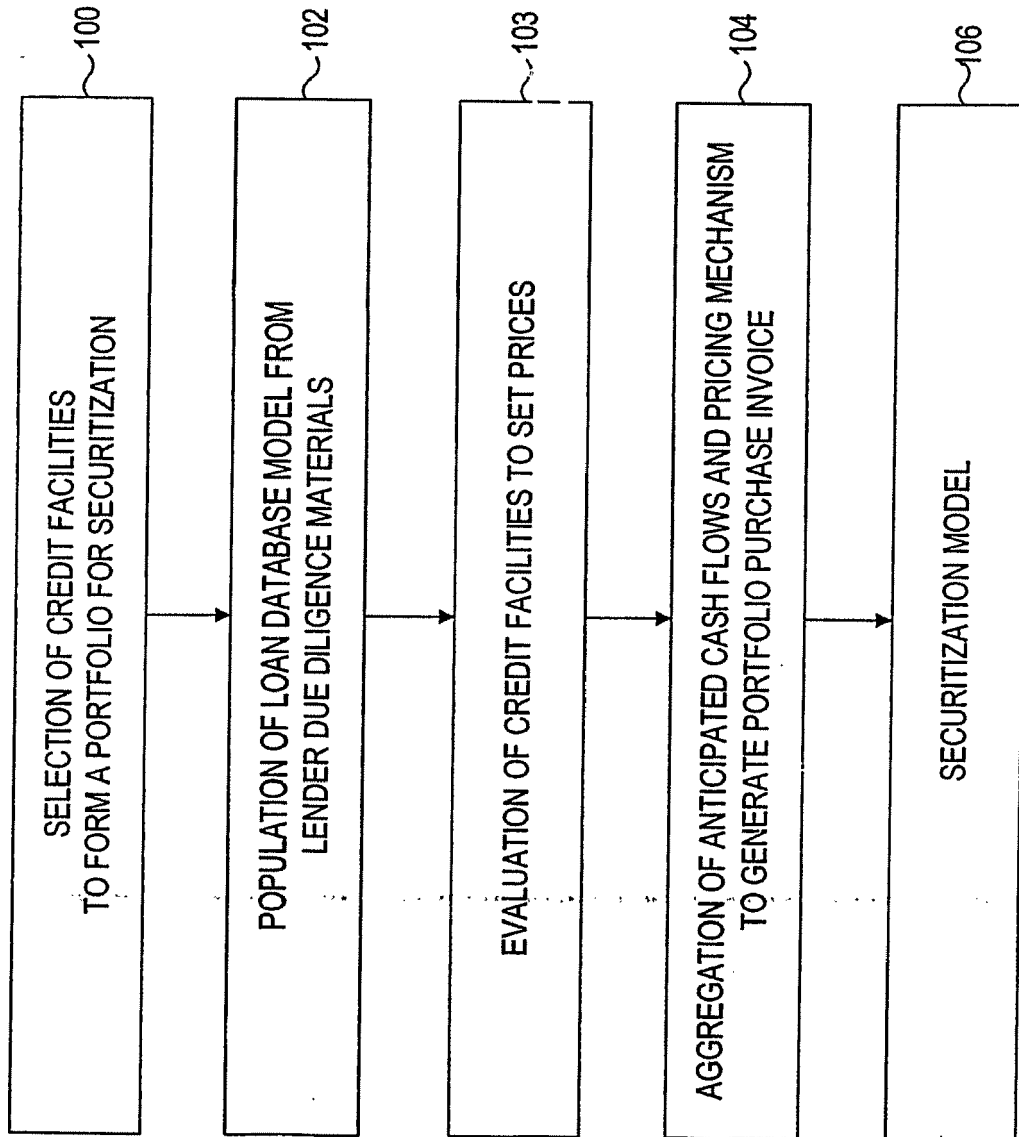 SELECTION OF CREDIT FACILITIES
TO FORM A PORTFOLIO FOR SECURITIZATION
100
POPULATION OF LOAN DATABASE MODEL FROM
LENDER DUE DILIGENCE MATERIALS
102
EVALUATION OF CREDIT FACILITIES TO SET PRICES
103
AGGREGATION OF ANTICIPATED CASH FLOWS AND PRICING MECHANISM
TO GENERATE PORTFOLIO PURCHASE INVOICE
104
SECURITIZATION MODEL
106